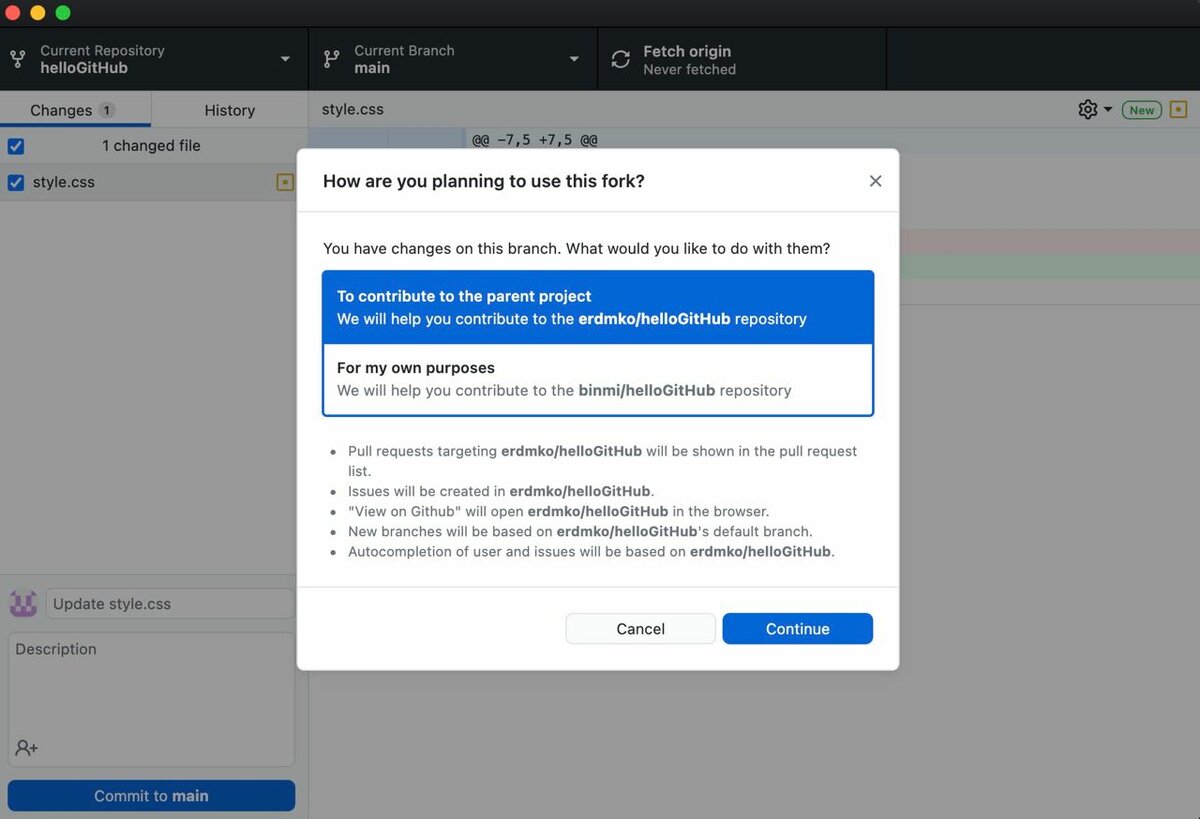 Current Repository
helloGitHub
Current Branch
main
Fetch origin
Never fetched
Changes 1
History
style.css
New
1 changed file
@@ -7,5 +7,5 @@
style.css
How are you planning to use this fork?
You have changes on this branch. What would you like to do with them?
To contribute to the parent project
We will help you contribute to the erdmko/helloGitHub repository
For my own purposes
We will help you contribute to the binmi/helloGitHub repository
• Pull requests targeting erdmko/helloGitHub will be shown in the pull request
list.
• Issues will be created in erdmko/helloGitHub.
• "View on Github" will open erdmko/helloGitHub in the browser.
• New branches will be based on erdmko/helloGitHub's default branch.
• Autocompletion of user and issues will be based on erdmko/helloGitHub.
Cancel
Continue
Update style.css
Description
Commit to main